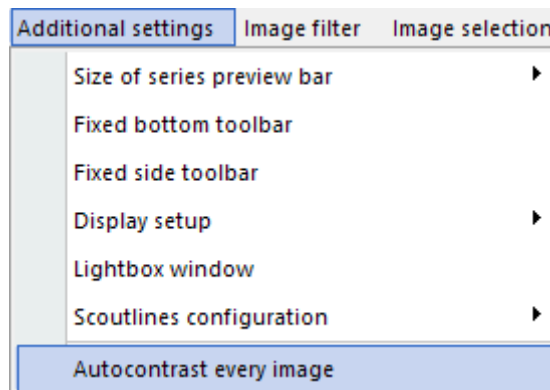 Additional settings Image filter Image selection
Size of series preview bar
Fixed bottom toolbar
Fixed side toolbar
Display setup
Lightbox window
Scoutlines configuration
Autocontrast every image